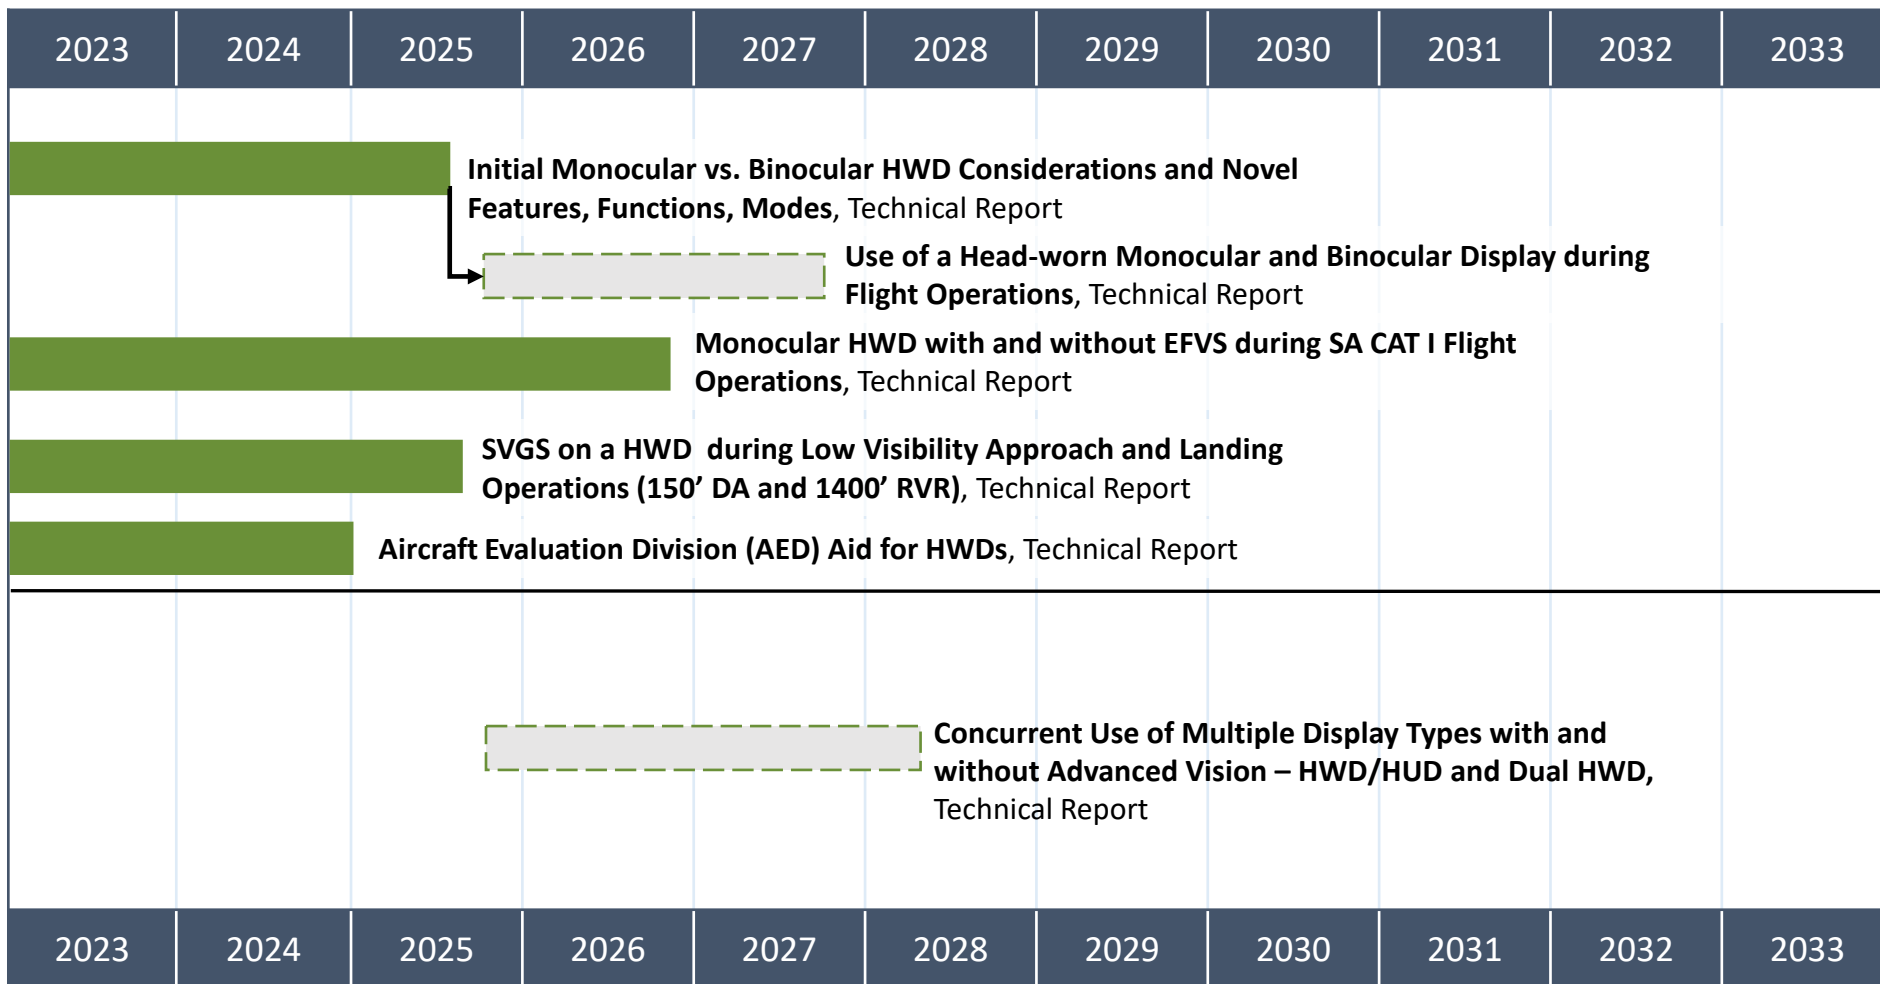 2023 2024 2025 2026 2027 2028 2029 2030 2031 2032 2033
Initial Monocular vs. Binocular HWD Considerations and Novel
Features, Functions, Modes, Technical Report
Use of a Head-worn Monocular and Binocular Display during
Flight Operations, Technical Report
Monocular HWD with and without EFVS during SA CAT I Flight
Operations, Technical Report
SVGS on a HWD during Low Visibility Approach and Landing
Operations (150’ DA and 1400’ RVR), Technical Report
Aircraft Evaluation Division (AED) Aid for HWDs, Technical Report
Concurrent Use of Multiple Display Types with and
without Advanced Vision – HWD/HUD and Dual HWD,
Technical Report
2023 2024 2025 2026 2027 2028 2029 2030 2031 2032 2033